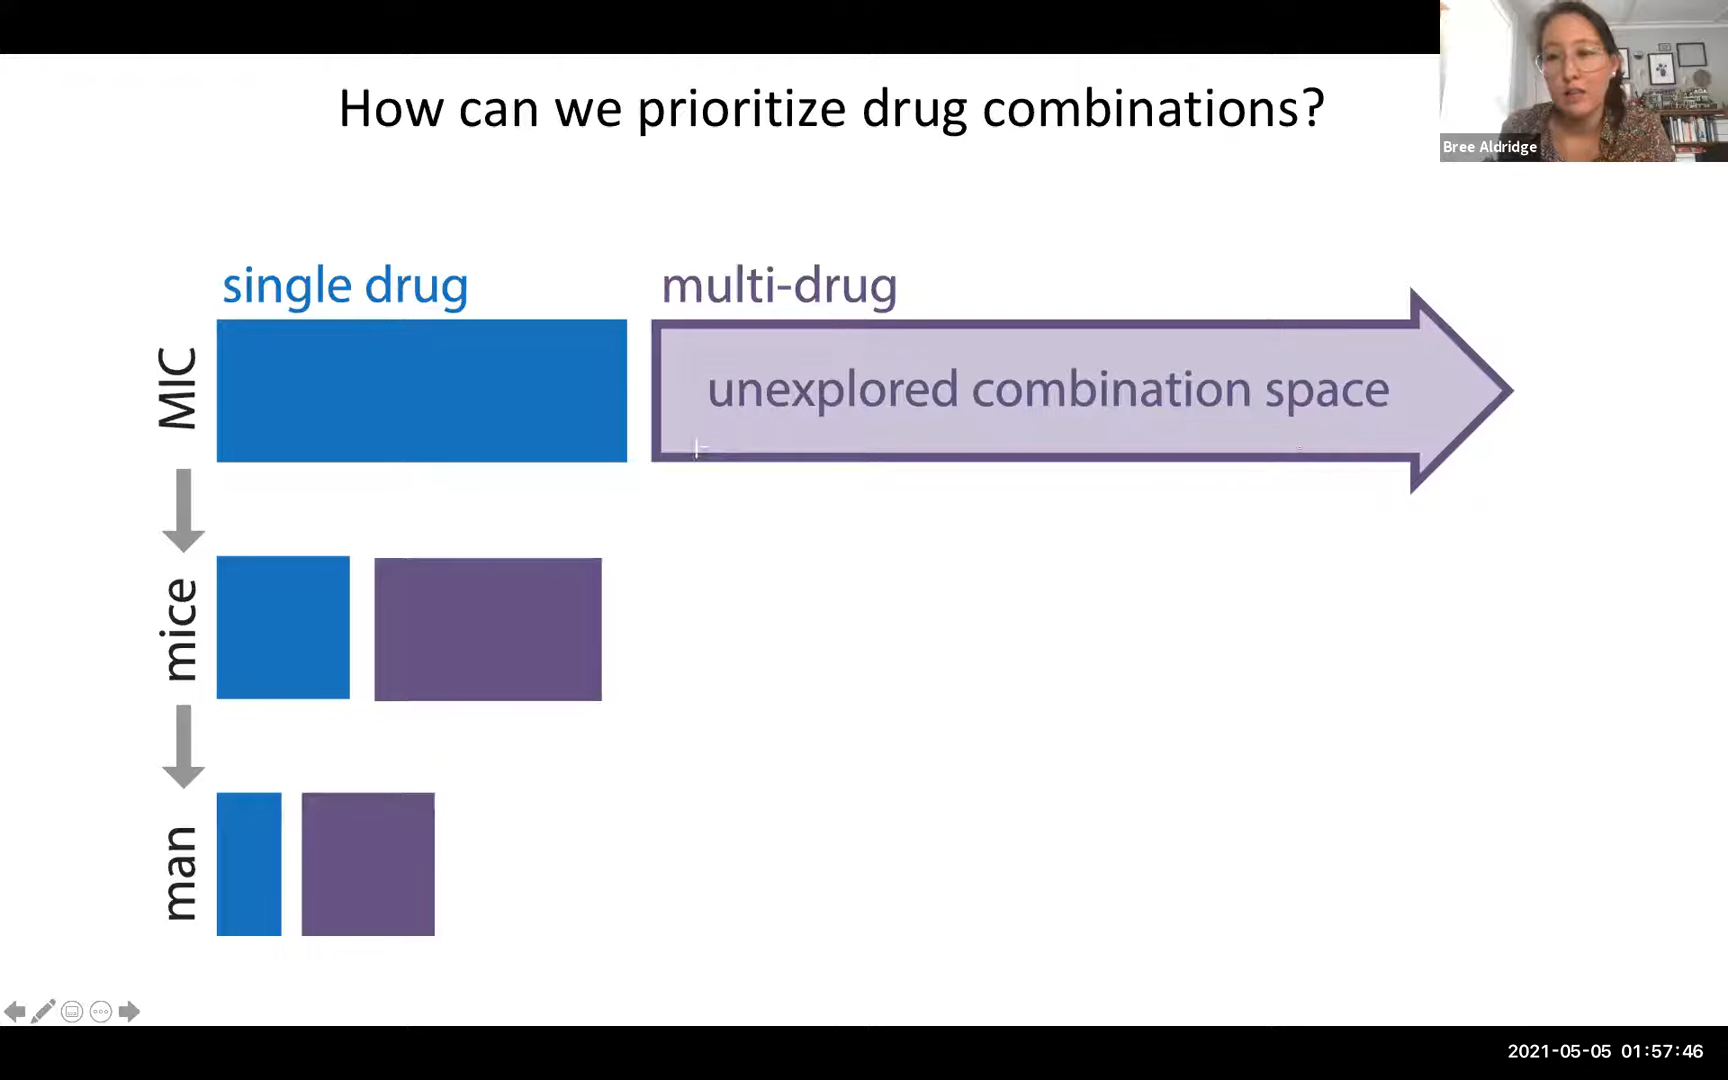 How can we prioritize drug combinations?
Bree Aldridge
single drug
multi-drug
MIC
unexplored combination space
mice
man
2021-05-05 01:57:46